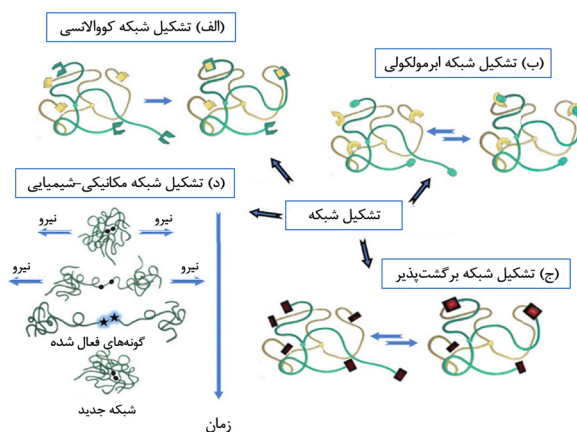 (الف) تشکیل شبکه کووالانسی
(ب) تشکیل شبکه ابرمولکولی
(د) تشکیل شبکه مکانیکی-شیمیایی
نیرو
نیرو
تشکیل شبکه
نیرو
نیرو
(ج) تشکیل شبکه برگشت‌پذیر
گونه‌های فعال شده
شبکه جدید
زمان